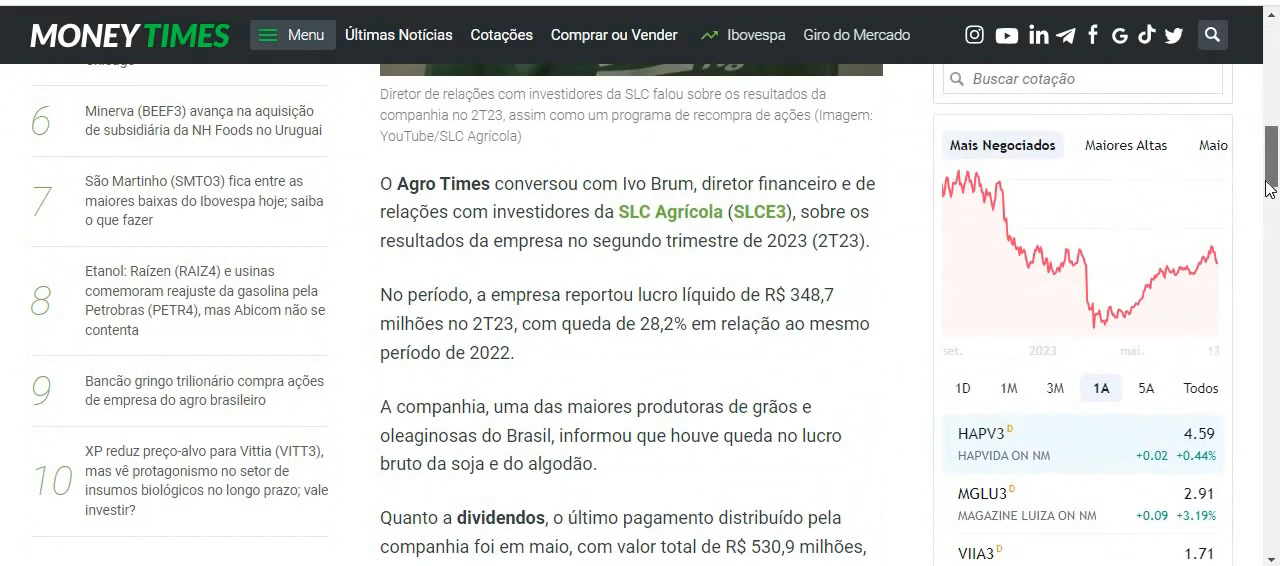 MONEY TIMES
Menu
Últimas Notícias
Cotações
Comprar ou Vender
Ibovespa
Giro do Mercado
Chicago
6
Minerva (BEEF3) avança na aquisição
de subsidiária da NH Foods no Uruguai
7
São Martinho (SMTO3) fica entre as
maiores baixas do Ibovespa hoje; saiba
o que fazer
8
Etanol: Raízen (RAIZ4) e usinas
comemoram reajuste da gasolina pela
Petrobras (PETR4), mas Abicom não se
contenta
9
Bancão gringo trilionário compra ações
de empresa do agro brasileiro
10
XP reduz preço-alvo para Vittia (VITT3),
mas vê protagonismo no setor de
insumos biológicos no longo prazo; vale
investir?
Diretor de relações com investidores da SLC falou sobre os resultados da
companhia no 2T23, assim como um programa de recompra de ações (Imagem:
YouTube/SLC Agrícola)
O Agro Times conversou com Ivo Brum, diretor financeiro e de
relações com investidores da SLC Agrícola (SLCE3), sobre os
resultados da empresa no segundo trimestre de 2023 (2T23).
No período, a empresa reportou lucro líquido de R$ 348,7
milhões no 2T23, com queda de 28,2% em relação ao mesmo
período de 2022.
A companhia, uma das maiores produtoras de grãos e
oleaginosas do Brasil, informou que houve queda no lucro
bruto da soja e do algodão.
Quanto a dividendos, o último pagamento distribuído pela
companhia foi em maio, com valor total de R$ 530,9 milhões,
Buscar cotação
Mais Negociados
Maiores Altas
Maio
set.
2023
mai.
13
1D
1M
3M
1A
5A
Todos
HAPV3 D
4.59
HAPVIDA ON NM
+0.02 +0.44%
MGLU3 D
2.91
MAGAZINE LUIZA ON NM
+0.09 +3.19%
VIIA3 D
1.71